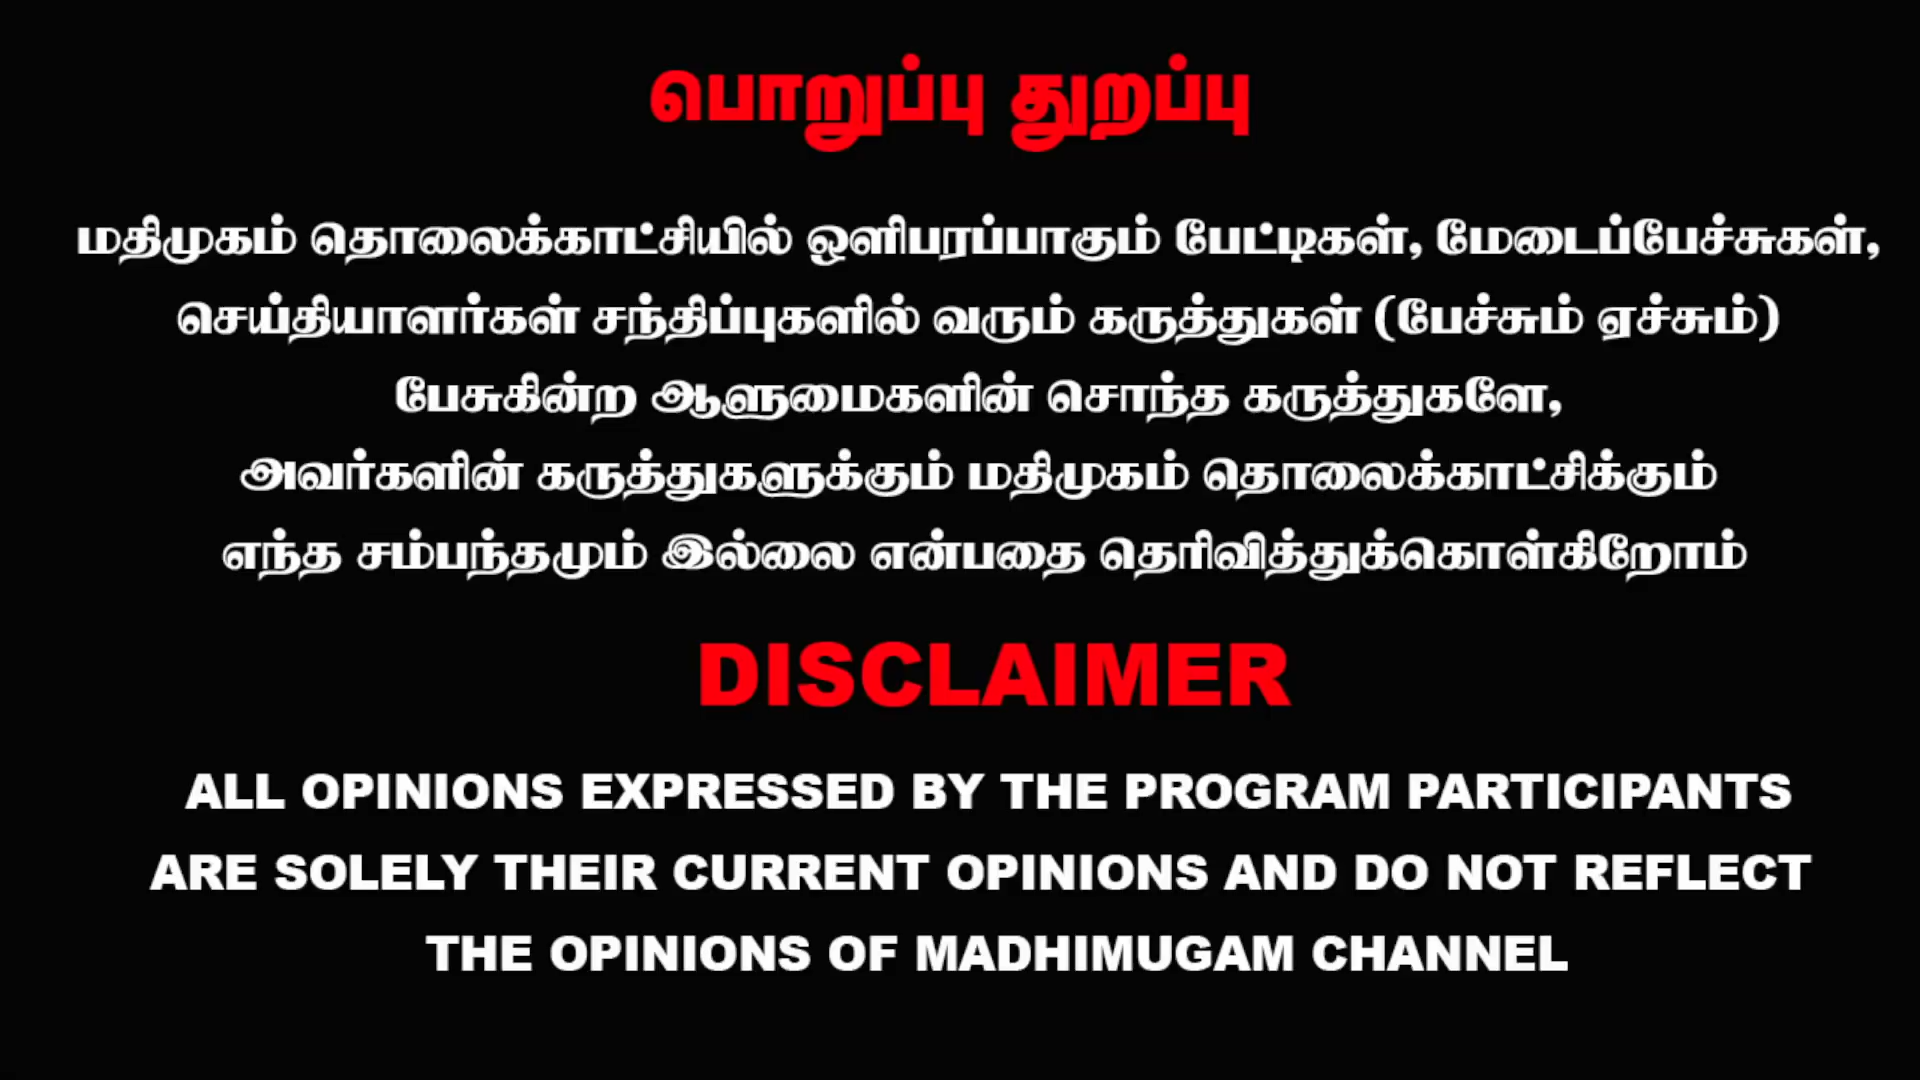 பொறுப்பு துறப்பு
மதிமுகம் தொலைக்காட்சியில் ஒளிபரப்பாகும் பேட்டிகள், மேடைப்பேச்சுகள்,
செய்தியாளர்கள் சந்திப்புகளில் வரும் கருத்துகள் (பேச்சும் ஏச்சும்)
பேசுகின்ற ஆளுமைகளின் சொந்த கருத்துகளே,
அவர்களின் கருத்துகளுக்கும் மதிமுகம் தொலைக்காட்சிக்கும்
எந்த சம்பந்தமும் இல்லை என்பதை தெரிவித்துக்கொள்கிறோம்
DISCLAIMER
ALL OPINIONS EXPRESSED BY THE PROGRAM PARTICIPANTS
ARE SOLELY THEIR CURRENT OPINIONS AND DO NOT REFLECT
THE OPINIONS OF MADHIMUGAM CHANNEL